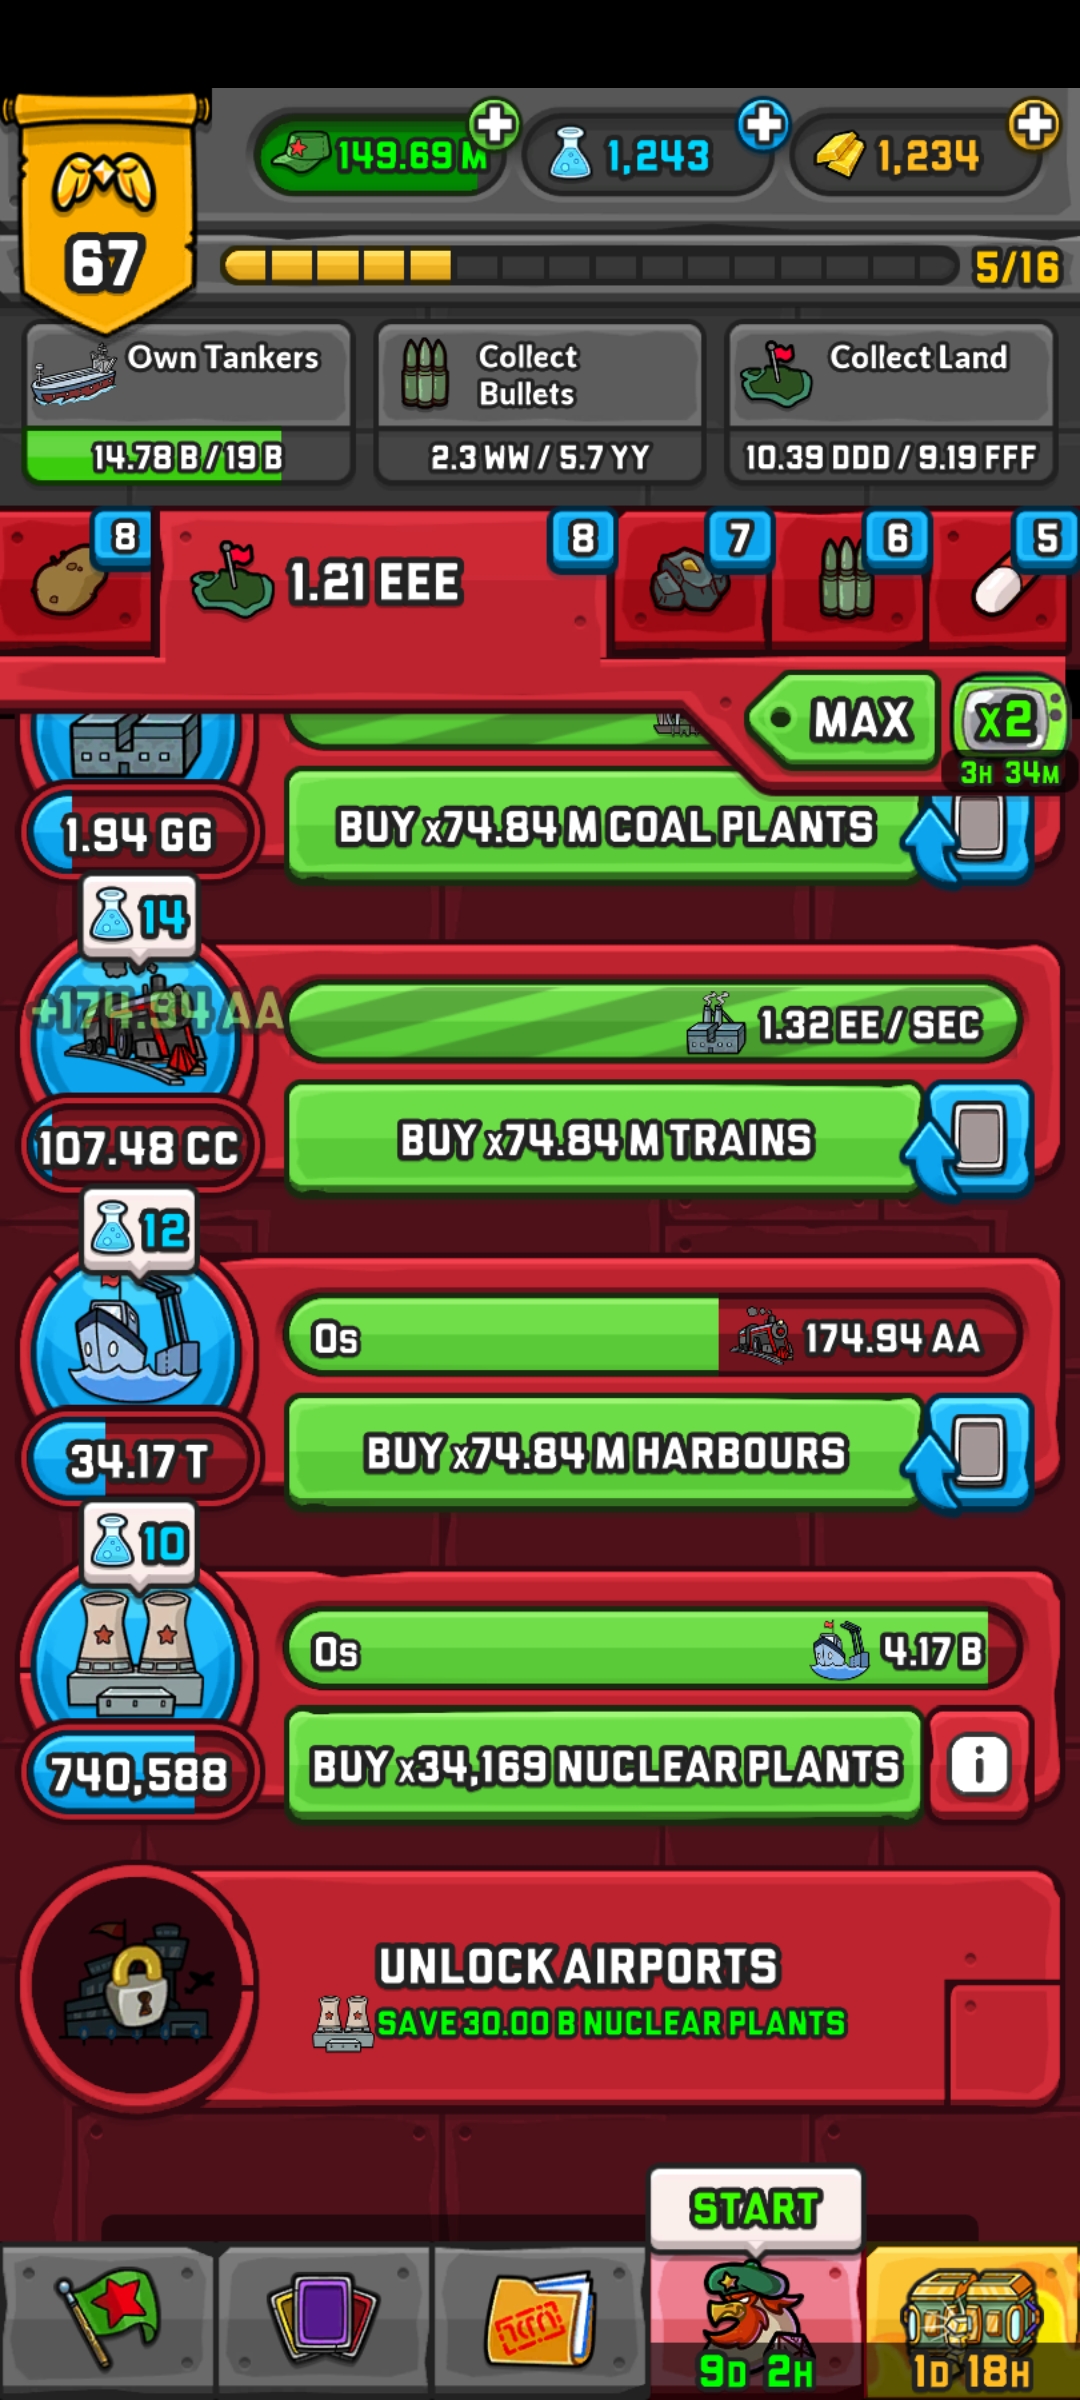 149.69 M
1,243
1,234
67
5/16
Own Tankers
14.78 B / 19 B
Collect
Bullets
2.3 WW / 5.7 YY
Collect Land
10.39 DDD / 9.19 FFF
8
1.21 EEE
8
7
6
5
MAX
x2
3H 34M
1.94 GG
BUY x74.84 M COAL PLANTS
14
+174.94 AA
1.32 EE / SEC
107.48 CC
BUY x74.84 M TRAINS
12
0s
174.94 AA
34.17 T
BUY x74.84 M HARBOURS
10
0s
4.17 B
740,588
BUY x34,169 NUCLEAR PLANTS
i
UNLOCK AIRPORTS
SAVE 30.00 B NUCLEAR PLANTS
START
9D 2H
1D 18H